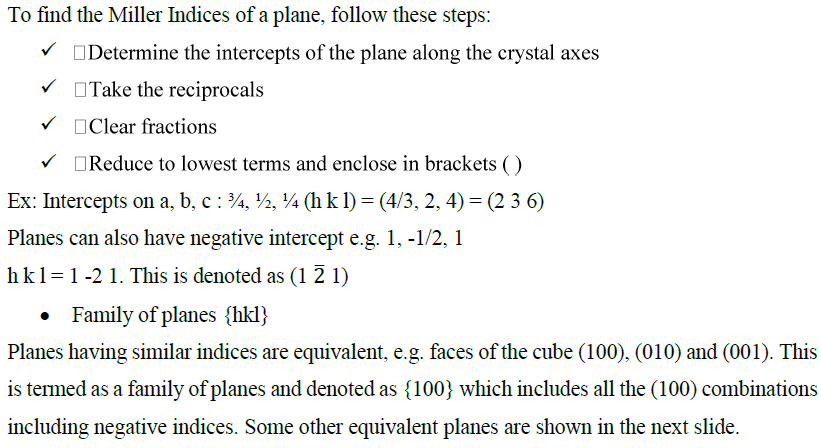 To find the Miller Indices of a plane, follow these steps:
✓ □Determine the intercepts of the plane along the crystal axes
✓ □Take the reciprocals
✓ □Clear fractions
✓ □Reduce to lowest terms and enclose in brackets ( )
Ex: Intercepts on a, b, c : ¾, ½, ¼ (h k l) = (4/3, 2, 4) = (2 3 6)
Planes can also have negative intercept e.g. 1, -1/2, 1
h k l = 1 -2 1. This is denoted as (1 2̄ 1)
• Family of planes {hkl}
Planes having similar indices are equivalent, e.g. faces of the cube (100), (010) and (001). This
is termed as a family of planes and denoted as {100} which includes all the (100) combinations
including negative indices. Some other equivalent planes are shown in the next slide.